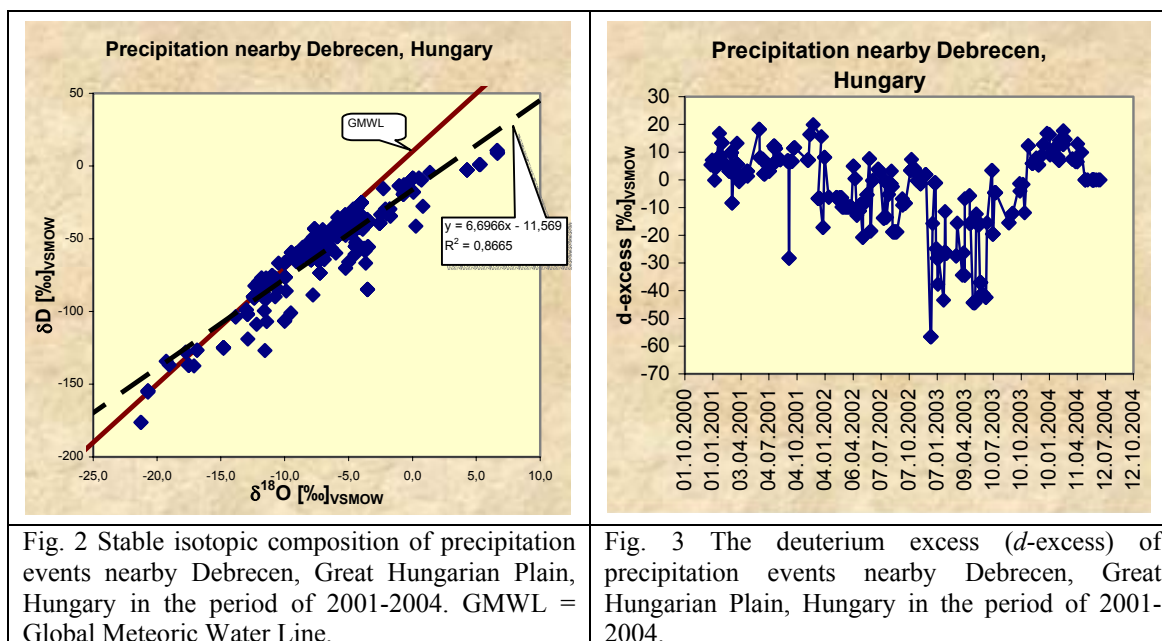 Precipitation nearby Debrecen, Hungary
50
0
-50
-100
-150
-200
δD [‰]VSMOW
GMWL
y = 6,6966x - 11,569
R² = 0,8665
-25,0 -20,0 -15,0 -10,0 -5,0 0,0 5,0 10,0
δ¹⁸O [‰]VSMOW
Fig. 2 Stable isotopic composition of precipitation
events nearby Debrecen, Great Hungarian Plain,
Hungary in the period of 2001-2004. GMWL =
Global Meteoric Water Line.
Precipitation nearby Debrecen,
Hungary
30
20
10
0
-10
-20
-30
-40
-50
-60
-70
d-excess [‰]VSMOW
01.10.2000
01.01.2001
03.04.2001
04.07.2001
04.10.2001
04.01.2002
06.04.2002
07.07.2002
07.10.2002
07.01.2003
09.04.2003
10.07.2003
10.10.2003
10.01.2004
11.04.2004
12.07.2004
12.10.2004
Fig. 3 The deuterium excess (d-excess) of
precipitation events nearby Debrecen, Great
Hungarian Plain, Hungary in the period of 2001-
2004.